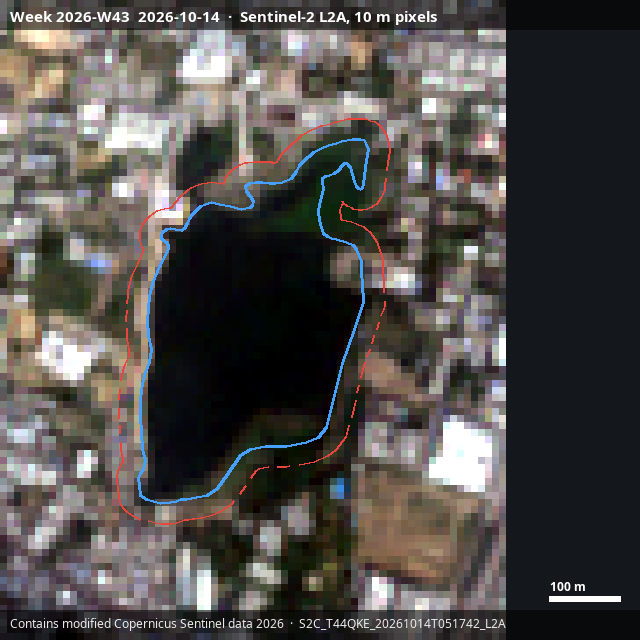 Week 2026-W43  2026-10-14  ·  Sentinel-2 L2A, 10 m pixels
100 m
Contains modified Copernicus Sentinel data 2026  ·  S2C_T44QKE_20261014T051742_L2A